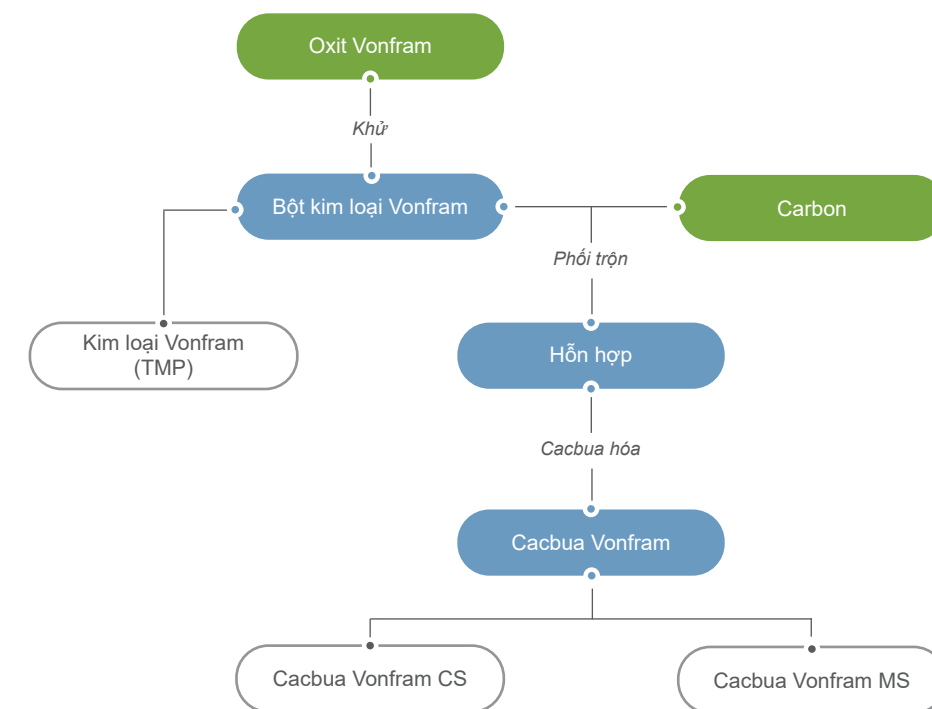 Oxit Vonfram
Khử
Bột kim loại Vonfram
Carbon
Phối trộn
Kim loại Vonfram
(TMP)
Hỗn hợp
Cacbua hóa
Cacbua Vonfram
Cacbua Vonfram CS
Cacbua Vonfram MS